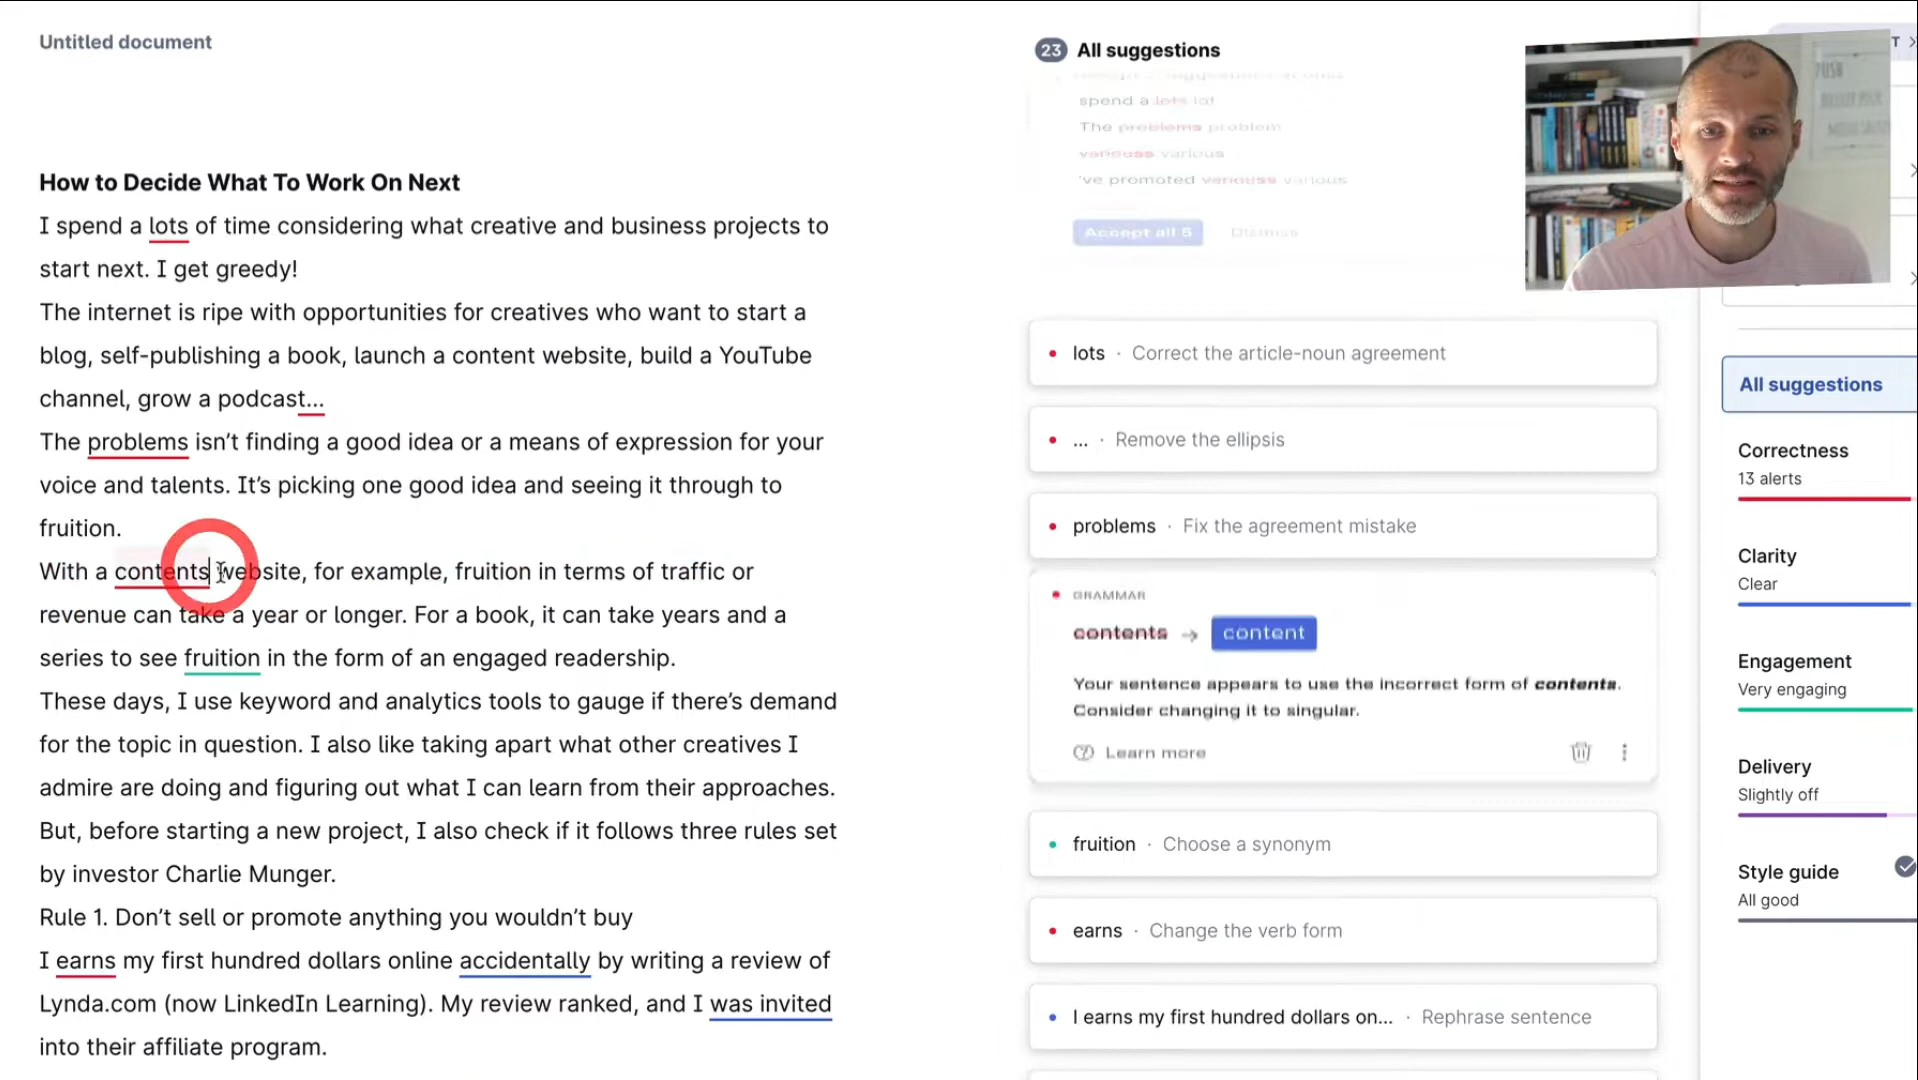 Untitled document
How to Decide What To Work On Next
I spend a lots of time considering what creative and business projects to
start next. I get greedy!
The internet is ripe with opportunities for creatives who want to start a
blog, self-publishing a book, launch a content website, build a YouTube
channel, grow a podcast...
The problems isn't finding a good idea or a means of expression for your
voice and talents. It's picking one good idea and seeing it through to
fruition.
With a contents website, for example, fruition in terms of traffic or
revenue can take a year or longer. For a book, it can take years and a
series to see fruition in the form of an engaged readership.
These days, I use keyword and analytics tools to gauge if there's demand
for the topic in question. I also like taking apart what other creatives I
admire are doing and figuring out what I can learn from their approaches.
But, before starting a new project, I also check if it follows three rules set
by investor Charlie Munger.
Rule 1. Don't sell or promote anything you wouldn't buy
I earns my first hundred dollars online accidentally by writing a review of
Lynda.com (now LinkedIn Learning). My review ranked, and I was invited
into their affiliate program.
23 All suggestions
spend a lots lot
The problems problem
variouss various
've promoted variouss various
Accept all 5 Dismiss
lots · Correct the article-noun agreement
... · Remove the ellipsis
problems · Fix the agreement mistake
GRAMMAR
contents → content
Your sentence appears to use the incorrect form of contents.
Consider changing it to singular.
Learn more
fruition · Choose a synonym
earns · Change the verb form
I earns my first hundred dollars on... · Rephrase sentence
All suggestions
Correctness
13 alerts
Clarity
Clear
Engagement
Very engaging
Delivery
Slightly off
Style guide
All good